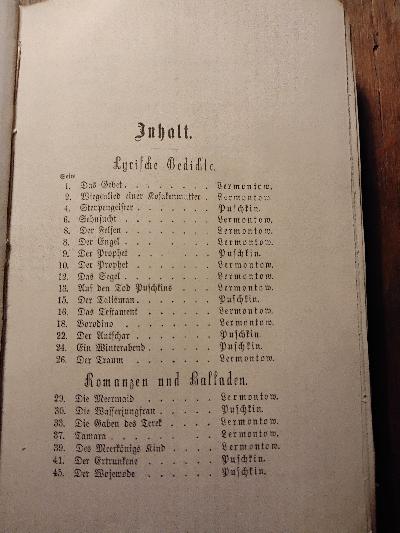 Inhalt.
Lyrische Gedichte.
Seite
1. Das Gebet. . . . . . . . Lermontow.
2. Wiegenlied einer Kosakenmutter . . Lermontow
4. Steppengeister . . . . . . . Puschkin.
6. Sehnsucht . . . . . . . . Lermontow.
8. Der Felsen . . . . . . . . Lermontow.
8. Der Engel . . . . . . . . Lermontow.
9. Der Prophet . . . . . . . Puschkin.
10. Der Prophet . . . . . . . Lermontow.
12. Das Segel . . . . . . . . Lermontow.
13. Auf den Tod Puschkins . . . . Lermontow.
15. Der Talisman . . . . . . . Puschkin.
16. Das Testament . . . . . . Lermontow.
18. Borodino . . . . . . . . Lermontow.
22. Der Antschar . . . . . . . Puschkin.
24. Ein Winterabend . . . . . . Puschkin.
26. Der Traum . . . . . . . . Lermontow.
Romanzen und Balladen.
29. Die Meermaid . . . . . . Lermontow.
30. Die Wasserjungfrau . . . . . Puschkin.
33. Die Gaben des Terek . . . . Lermontow.
37. Tamara . . . . . . . . Lermontow.
39. Des Meerkönigs Kind . . . . . Lermontow.
41. Der Ertrunkene . . . . . . Puschkin.
45. Der Wojewode . . . . . . Puschkin.